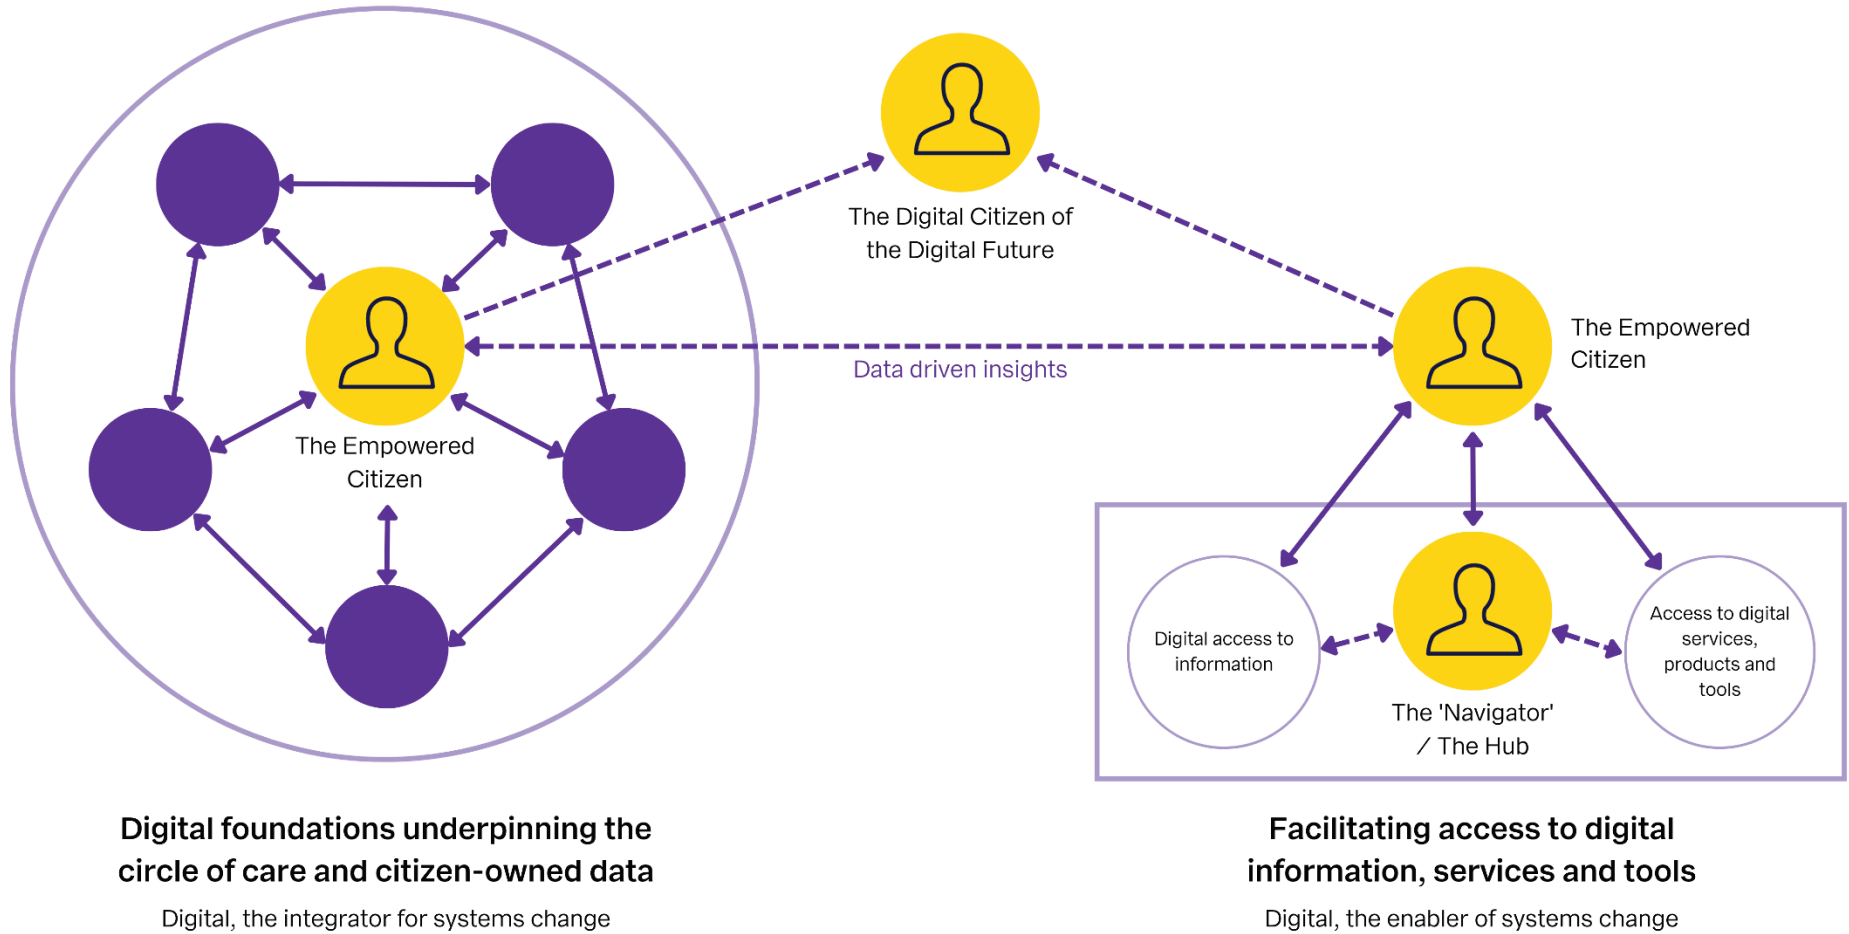 The Digital Citizen of
the Digital Future
The Empowered
Citizen
Data driven insights
The Empowered
Citizen
Digital access to
information
The 'Navigator'
/ The Hub
Access to digital
services,
products and
tools
Digital foundations underpinning the
circle of care and citizen-owned data
Digital, the integrator for systems change
Facilitating access to digital
information, services and tools
Digital, the enabler of systems change